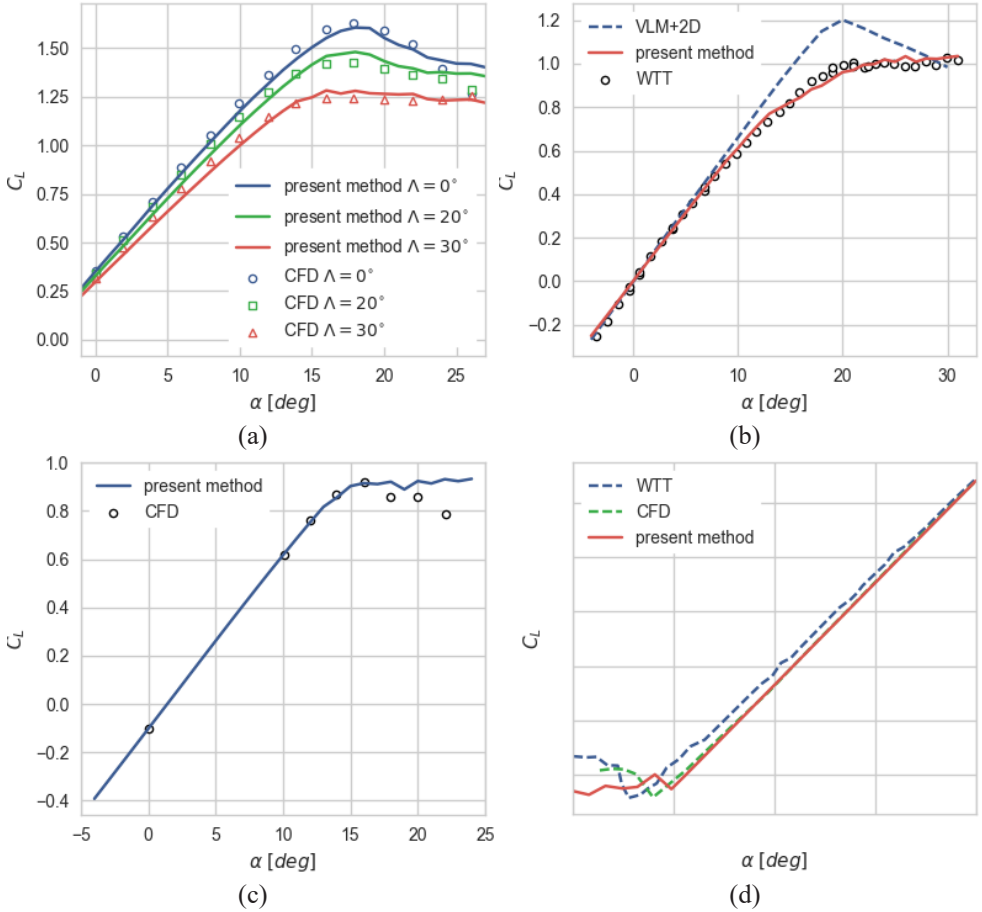 1.50
1.25
1.00
0.75
0.50
0.25
0.00
C_L
present method Λ = 0°
present method Λ = 20°
present method Λ = 30°
CFD Λ = 0°
CFD Λ = 20°
CFD Λ = 30°
0 5 10 15 20 25
α [deg]
(a)
1.2
1.0
0.8
0.6
0.4
0.2
0.0
−0.2
C_L
VLM+2D
present method
WTT
0 10 20 30
α [deg]
(b)
1.0
0.8
0.6
0.4
0.2
0.0
−0.2
−0.4
C_L
present method
CFD
−5 0 5 10 15 20 25
α [deg]
(c)
C_L
WTT
CFD
present method
α [deg]
(d)